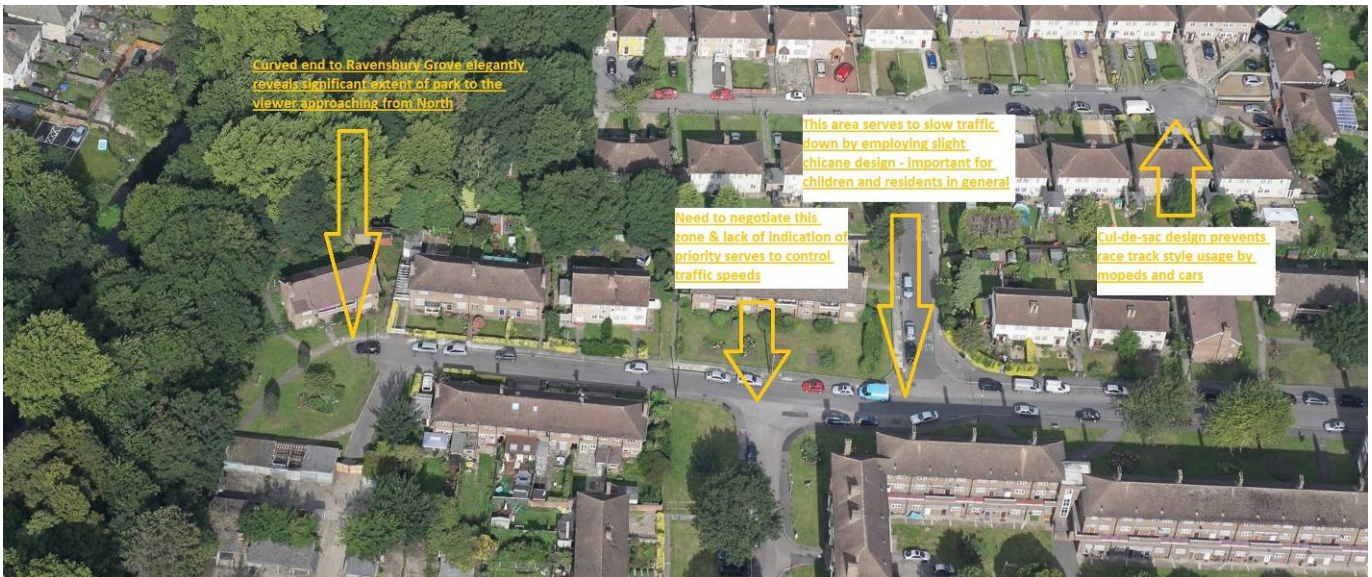 Curved end to Ravensbury Grove elegantly
reveals significant extent of park to the
viewer approaching from North
This area serves to slow traffic
down by employing slight
chicane design - important for
children and residents in general
Need to negotiate this
zone & lack of indication of
priority serves to control
traffic speeds
Cul-de-sac design prevents
race track style usage by
mopeds and cars